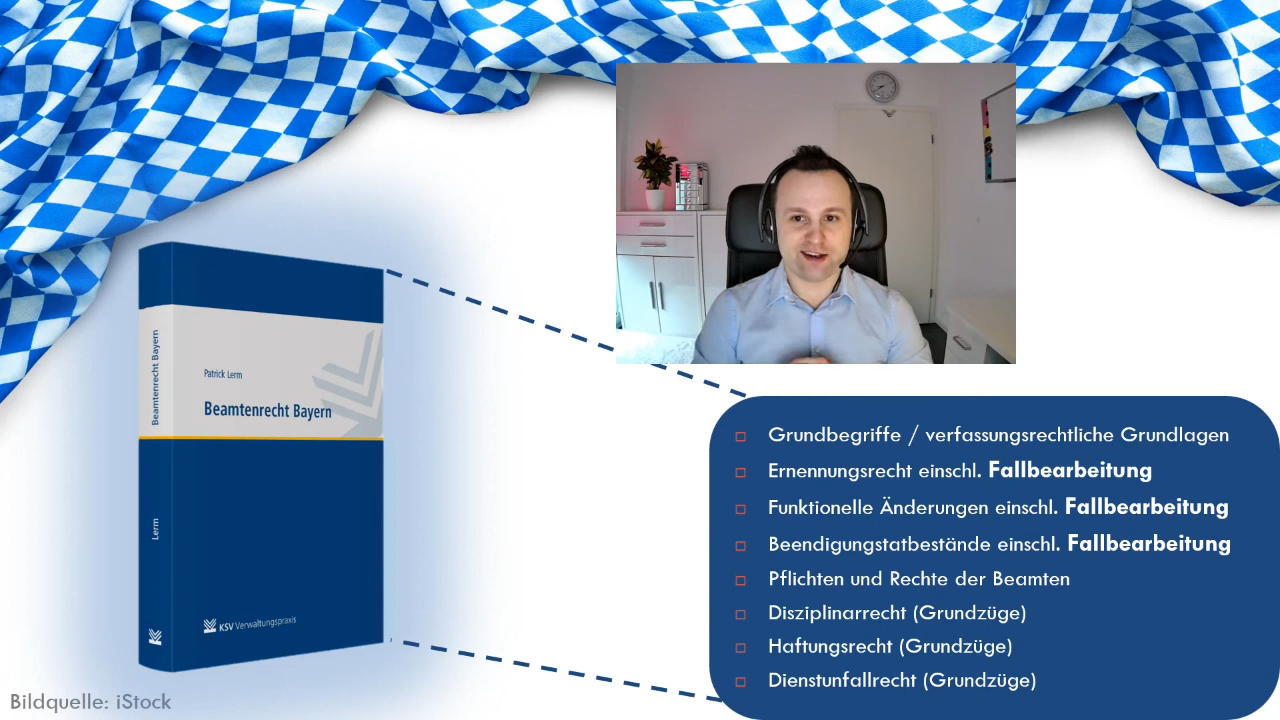 Patrick Lerm
Beamtenrecht Bayern
Beamtenrecht Bayern
Lerm
KSV Verwaltungspraxis
Grundbegriffe / verfassungsrechtliche Grundlagen
Ernennungsrecht einschl. Fallbearbeitung
Funktionelle Änderungen einschl. Fallbearbeitung
Beendigungstatbestände einschl. Fallbearbeitung
Pflichten und Rechte der Beamten
Disziplinarrecht (Grundzüge)
Haftungsrecht (Grundzüge)
Dienstunfallrecht (Grundzüge)
Bildquelle: iStock